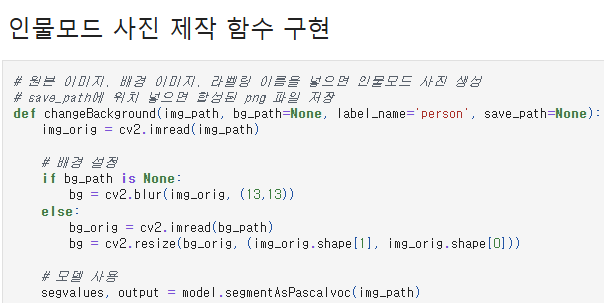 인물모드 사진 제작 함수 구현
# 원본 이미지, 배경 이미지, 라벨링 이름을 넣으면 인물모드 사진 생성
# save_path에 위치 넣으면 합성된 png 파일 저장
def changeBackground(img_path, bg_path=None, label_name='person', save_path=None):
    img_orig = cv2.imread(img_path)
    # 배경 설정
    if bg_path is None:
        bg = cv2.blur(img_orig, (13,13))
    else:
        bg_orig = cv2.imread(bg_path)
        bg = cv2.resize(bg_orig, (img_orig.shape[1], img_orig.shape[0]))
    # 모델 사용
    segvalues, output = model.segmentAsPascalvoc(img_path)